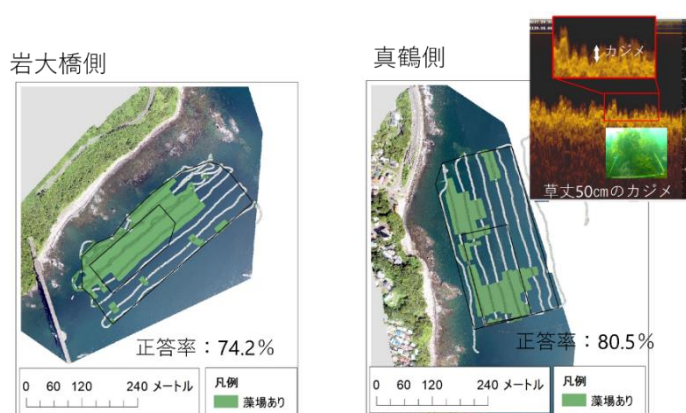 岩大橋側
正答率：74.2%
0 60 120 240 メートル
凡例
藻場あり
真鶴側
カジメ
草丈50cmのカジメ
正答率：80.5%
0 60 120 240 メートル
凡例
藻場あり